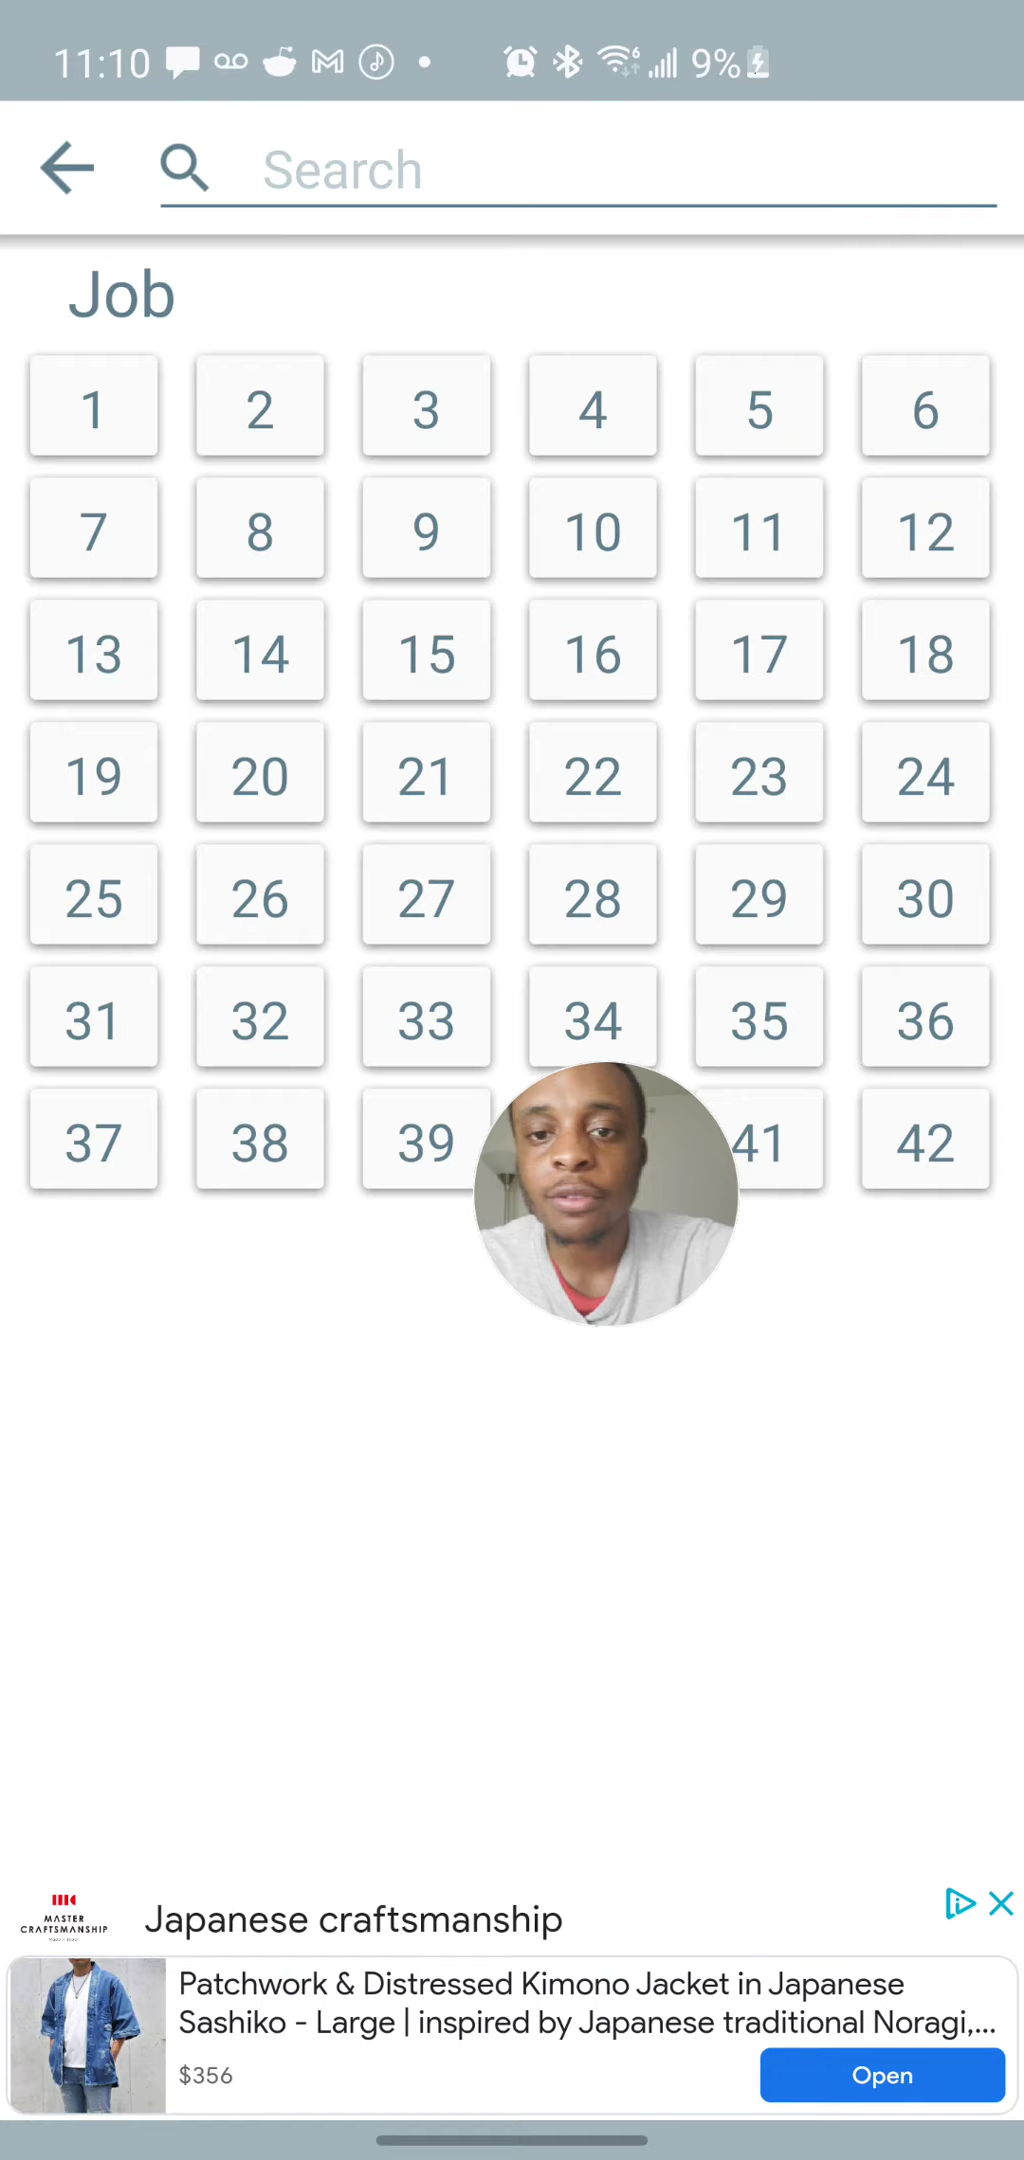 11:10 9%
Search
Job
1 2 3 4 5 6
7 8 9 10 11 12
13 14 15 16 17 18
19 20 21 22 23 24
25 26 27 28 29 30
31 32 33 34 35 36
37 38 39 41 42
MASTER
CRAFTSMANSHIP
Japanese craftsmanship
Patchwork & Distressed Kimono Jacket in Japanese
Sashiko - Large | inspired by Japanese traditional Noragi,...
$356
Open